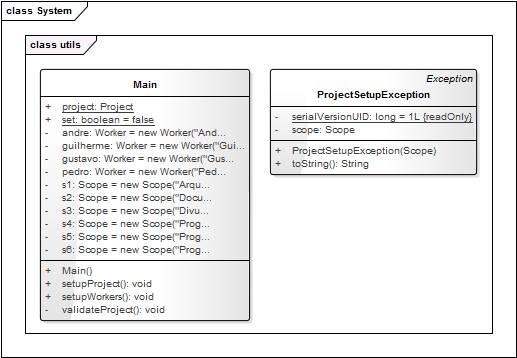 class System
class utils
Main
+ project: Project
+ set: boolean = false
- andre: Worker = new Worker("And...
- guilherme: Worker = new Worker("Gui...
- gustavo: Worker = new Worker("Gus...
- pedro: Worker = new Worker("Ped...
- s1: Scope = new Scope("Arqu...
- s2: Scope = new Scope("Docu...
- s3: Scope = new Scope("Divu...
- s4: Scope = new Scope("Prog...
- s5: Scope = new Scope("Prog...
- s6: Scope = new Scope("Prog...
+ Main()
+ setupProject(): void
+ setupWorkers(): void
- validateProject(): void
Exception
ProjectSetupException
- serialVersionUID: long = 1L {readOnly}
- scope: Scope
+ ProjectSetupException(Scope)
+ toString(): String